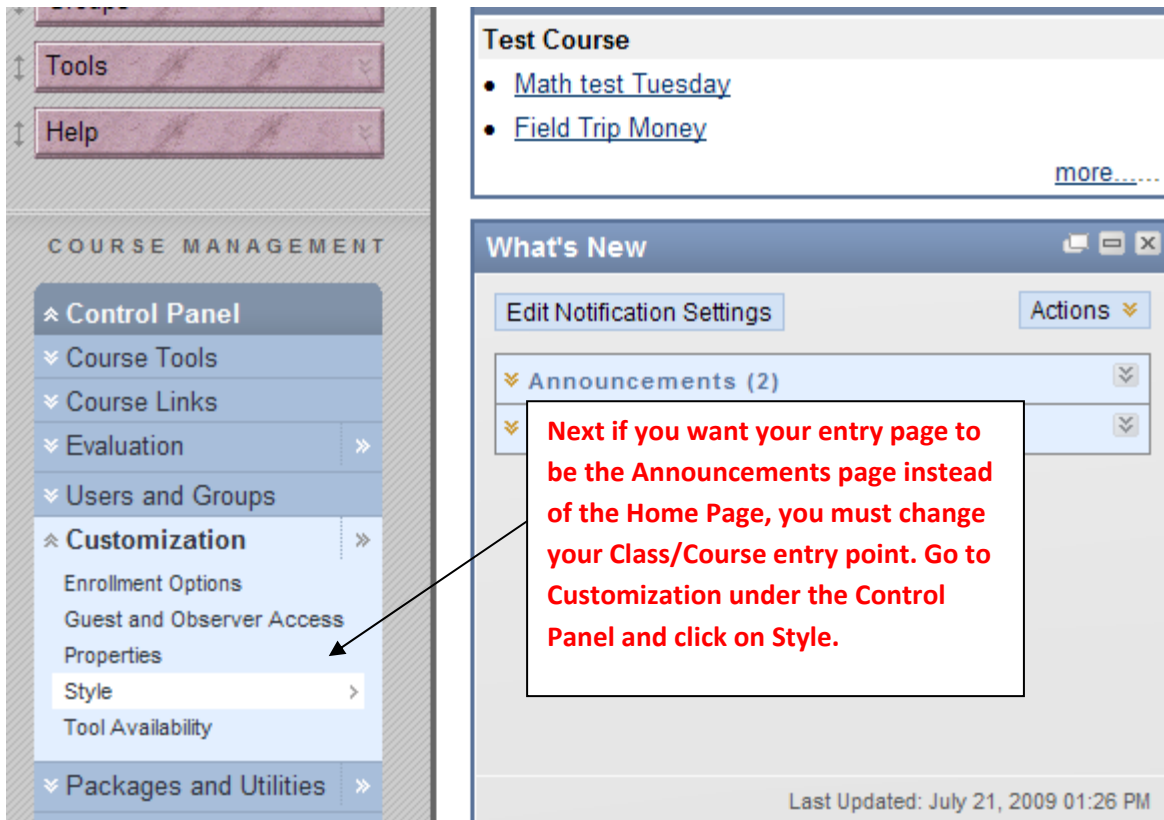 Groups
Tools
Help
COURSE MANAGEMENT
Control Panel
Course Tools
Course Links
Evaluation
Users and Groups
Customization
Enrollment Options
Guest and Observer Access
Properties
Style
Tool Availability
Packages and Utilities
Test Course
• Math test Tuesday
• Field Trip Money
more......
What's New
Edit Notification Settings
Actions
Announcements (2)
Next if you want your entry page to
be the Announcements page instead
of the Home Page, you must change
your Class/Course entry point. Go to
Customization under the Control
Panel and click on Style.
Last Updated: July 21, 2009 01:26 PM